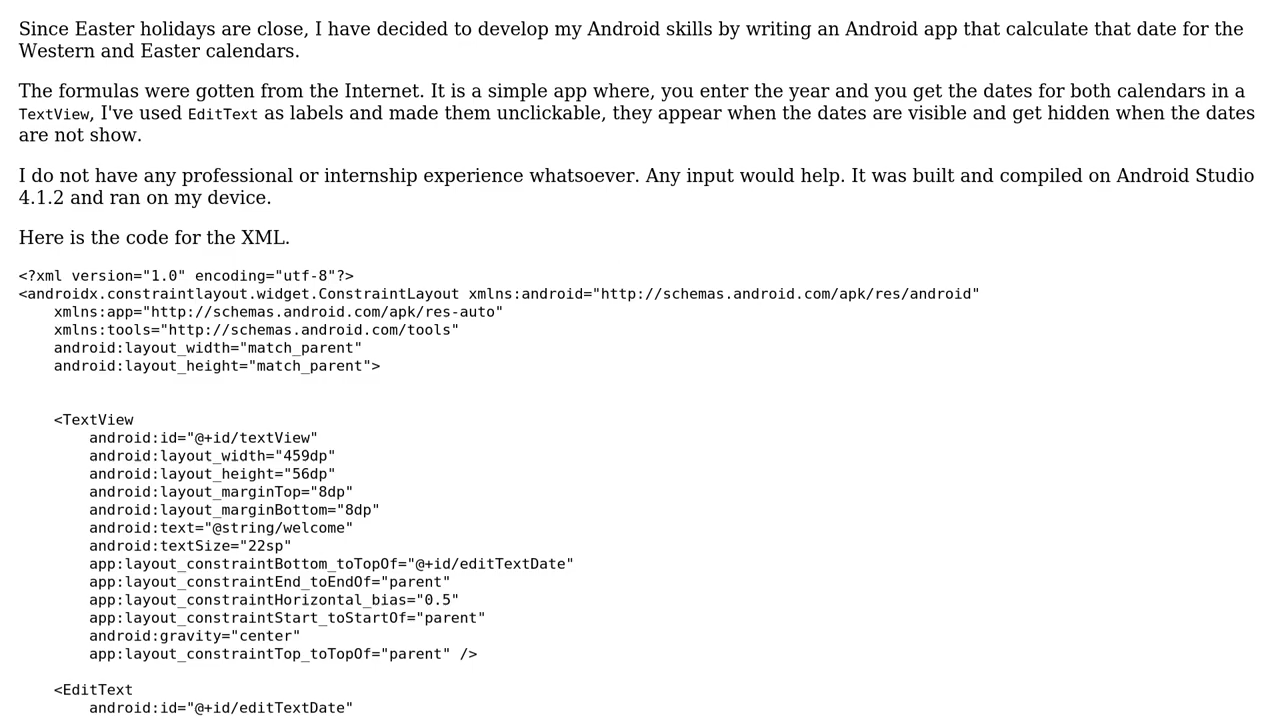 Since Easter holidays are close, I have decided to develop my Android skills by writing an Android app that calculate that date for the
Western and Easter calendars.
The formulas were gotten from the Internet. It is a simple app where, you enter the year and you get the dates for both calendars in a
TextView, I've used EditText as labels and made them unclickable, they appear when the dates are visible and get hidden when the dates
are not show.
I do not have any professional or internship experience whatsoever. Any input would help. It was built and compiled on Android Studio
4.1.2 and ran on my device.
Here is the code for the XML.
<?xml version="1.0" encoding="utf-8"?>
<androidx.constraintlayout.widget.ConstraintLayout xmlns:android="http://schemas.android.com/apk/res/android"
    xmlns:app="http://schemas.android.com/apk/res-auto"
    xmlns:tools="http://schemas.android.com/tools"
    android:layout_width="match_parent"
    android:layout_height="match_parent">
    <TextView
        android:id="@+id/textView"
        android:layout_width="459dp"
        android:layout_height="56dp"
        android:layout_marginTop="8dp"
        android:layout_marginBottom="8dp"
        android:text="@string/welcome"
        android:textSize="22sp"
        app:layout_constraintBottom_toTopOf="@+id/editTextDate"
        app:layout_constraintEnd_toEndOf="parent"
        app:layout_constraintHorizontal_bias="0.5"
        app:layout_constraintStart_toStartOf="parent"
        android:gravity="center"
        app:layout_constraintTop_toTopOf="parent" />
    <EditText
        android:id="@+id/editTextDate"